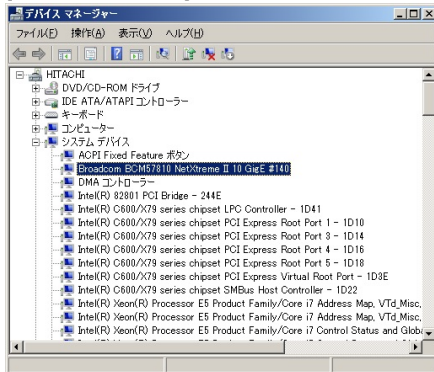 デバイス マネージャー
ファイル(F) 操作(A) 表示(V) ヘルプ(H)
HITACHI
DVD/CD-ROM ドライブ
IDE ATA/ATAPI コントローラー
キーボード
コンピューター
システム デバイス
ACPI Fixed Feature ボタン
Broadcom BCM57810 NetXtreme II 10 GigE #140
DMA コントローラー
Intel(R) 82801 PCI Bridge - 244E
Intel(R) C600/X79 series chipset LPC Controller - 1D41
Intel(R) C600/X79 series chipset PCI Express Root Port 1 - 1D10
Intel(R) C600/X79 series chipset PCI Express Root Port 3 - 1D14
Intel(R) C600/X79 series chipset PCI Express Root Port 4 - 1D16
Intel(R) C600/X79 series chipset PCI Express Root Port 5 - 1D18
Intel(R) C600/X79 series chipset PCI Express Virtual Root Port - 1D3E
Intel(R) C600/X79 series chipset SMBus Host Controller - 1D22
Intel(R) Xeon(R) Processor E5 Product Family/Core i7 Address Map, VTd_Misc,
Intel(R) Xeon(R) Processor E5 Product Family/Core i7 Address Map, VTd_Misc,
Intel(R) Xeon(R) Processor E5 Product Family/Core i7 Control Status and Globa